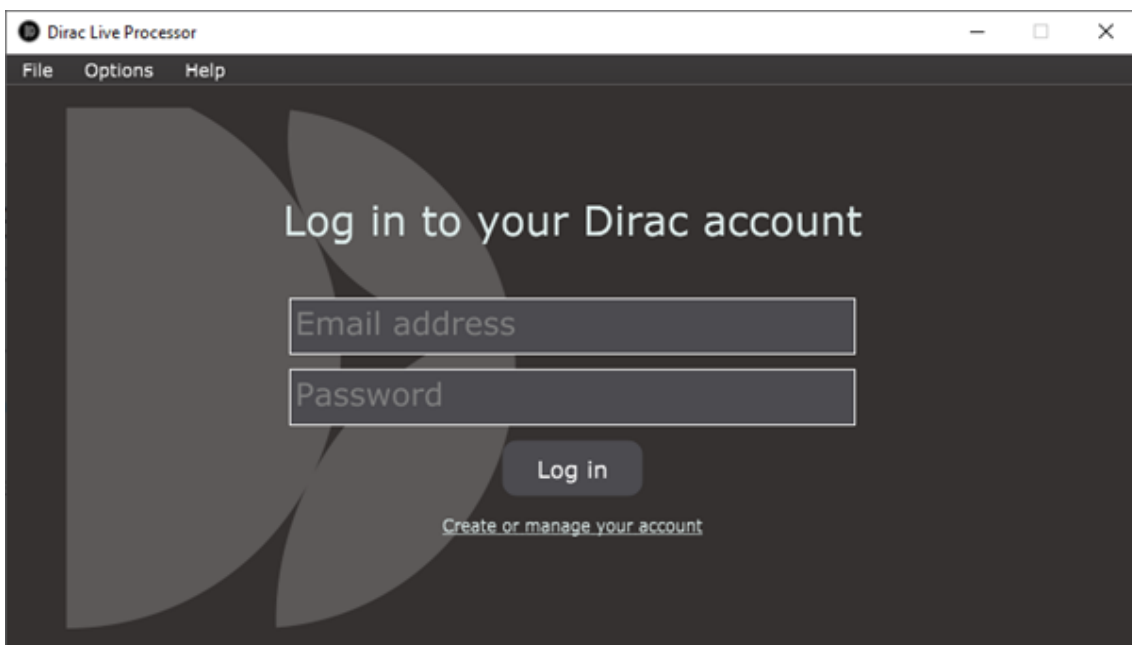 Dirac Live Processor
File Options Help
Log in to your Dirac account
Email address
Password
Log in
Create or manage your account